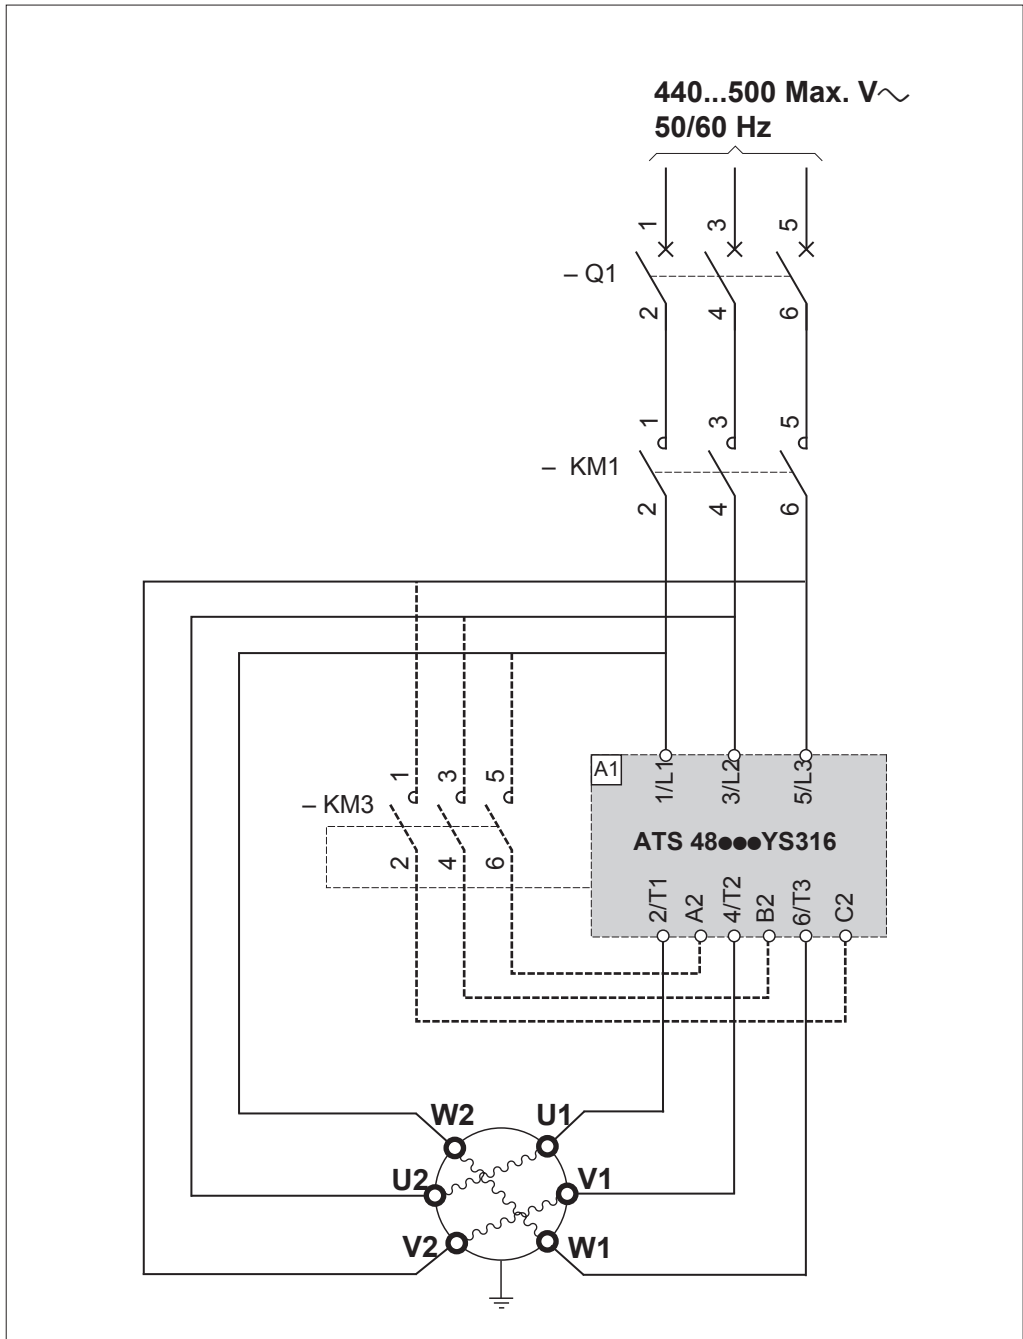 440...500 Max. V～
50/60 Hz
1 3 5
– Q1
2 4 6
1 3 5
– KM1
2 4 6
1 3 5
– KM3
2 4 6
A1
1/L1 3/L2 5/L3
ATS 48●●●YS316
2/T1 A2 4/T2 B2 6/T3 C2
W2 U1
U2 V1
V2 W1